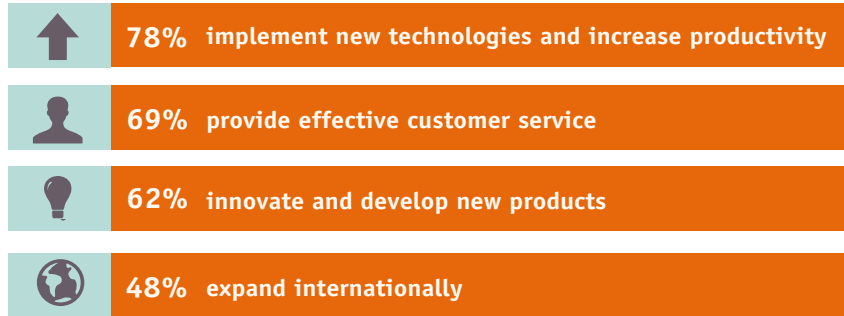 78% implement new technologies and increase productivity
69% provide effective customer service
62% innovate and develop new products
48% expand internationally